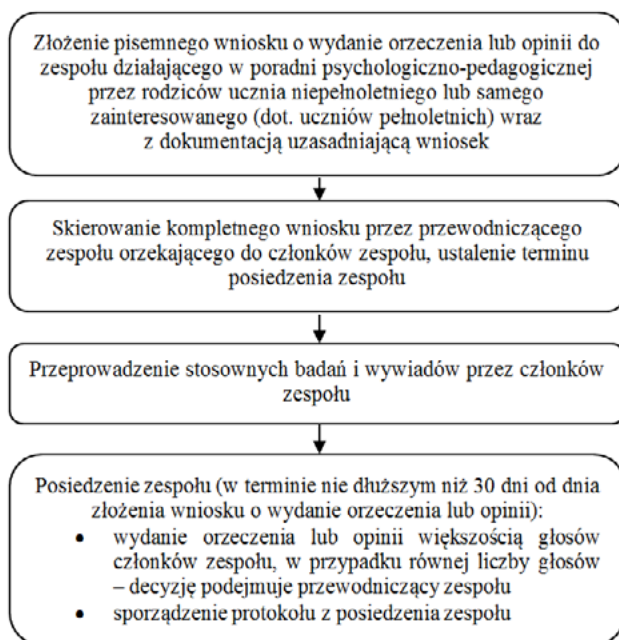 Złożenie pisemnego wniosku o wydanie orzeczenia lub opinii do
zespołu działającego w poradni psychologiczno-pedagogicznej
przez rodziców ucznia niepełnoletniego lub samego
zainteresowanego (dot. uczniów pełnoletnich) wraz
z dokumentacją uzasadniającą wniosek
Skierowanie kompletnego wniosku przez przewodniczącego
zespołu orzekającego do członków zespołu, ustalenie terminu
posiedzenia zespołu
Przeprowadzenie stosownych badań i wywiadów przez członków
zespołu
Posiedzenie zespołu (w terminie nie dłuższym niż 30 dni od dnia
złożenia wniosku o wydanie orzeczenia lub opinii):
• wydanie orzeczenia lub opinii większością głosów
członków zespołu, w przypadku równej liczby głosów
– decyzję podejmuje przewodniczący zespołu
• sporządzenie protokołu z posiedzenia zespołu